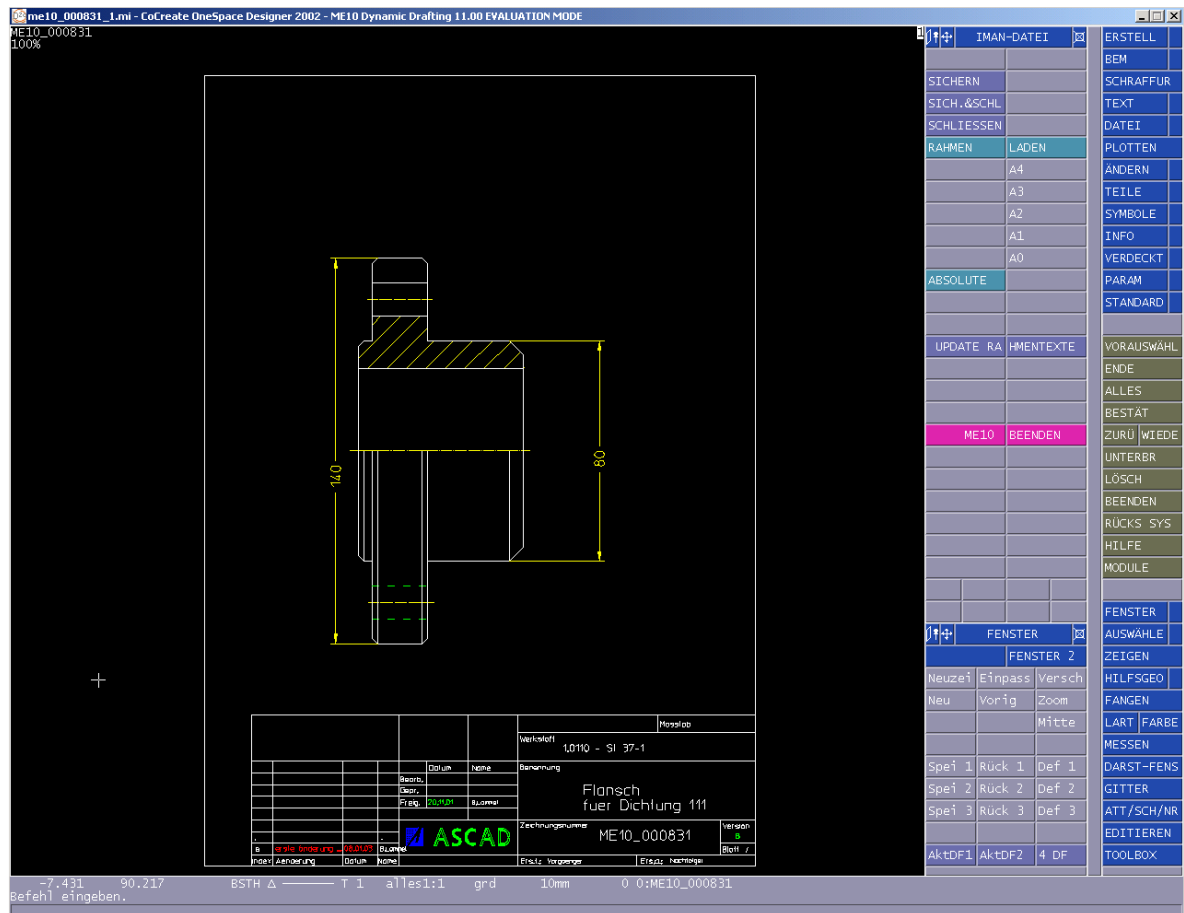 me10_000831_1.mi - CoCreate OneSpace Designer 2002 - ME10 Dynamic Drafting 11.00 EVALUATION MODE
ME10_000831
100%
1
140
80
Werkstoff
1.0110 - St 37-1
Datum Name Benennung
Bearb.
Gepr.
Freig. 20.11.01
Flansch
fuer Dichtung 111
Zeichnungsnummer Version
ASCAD ME10_000831
Blatt /
Index Aenderung Datum Name
IMAN-DATEI
SICHERN
SICH.&SCHL
SCHLIESSEN
RAHMEN LADEN
A4
A3
A2
A1
A0
ABSOLUTE
UPDATE RA HMENTEXTE
ME10 BEENDEN
FENSTER
FENSTER 2
Neuzei Einpass Versch
Neu Vorig Zoom
Mitte
Spei 1 Rück 1 Def 1
Spei 2 Rück 2 Def 2
Spei 3 Rück 3 Def 3
AktDF1 AktDF2 4 DF
ERSTELL
BEM
SCHRAFFUR
TEXT
DATEI
PLOTTEN
ÄNDERN
TEILE
SYMBOLE
INFO
VERDECKT
PARAM
STANDARD
VORAUSWÄHL
ENDE
ALLES
BESTÄT
ZURÜ WIEDE
UNTERBR
LÖSCH
BEENDEN
RÜCKS SYS
HILFE
MODULE
FENSTER
AUSWÄHLE
ZEIGEN
HILFSGEO
FANGEN
LART FARBE
MESSEN
DARST-FENS
GITTER
ATT/SCH/NR
EDITIEREN
TOOLBOX
-7.431 90.217 BSTH Δ T 1 alles1:1 grd 10mm 0 0:ME10_000831
Befehl eingeben.